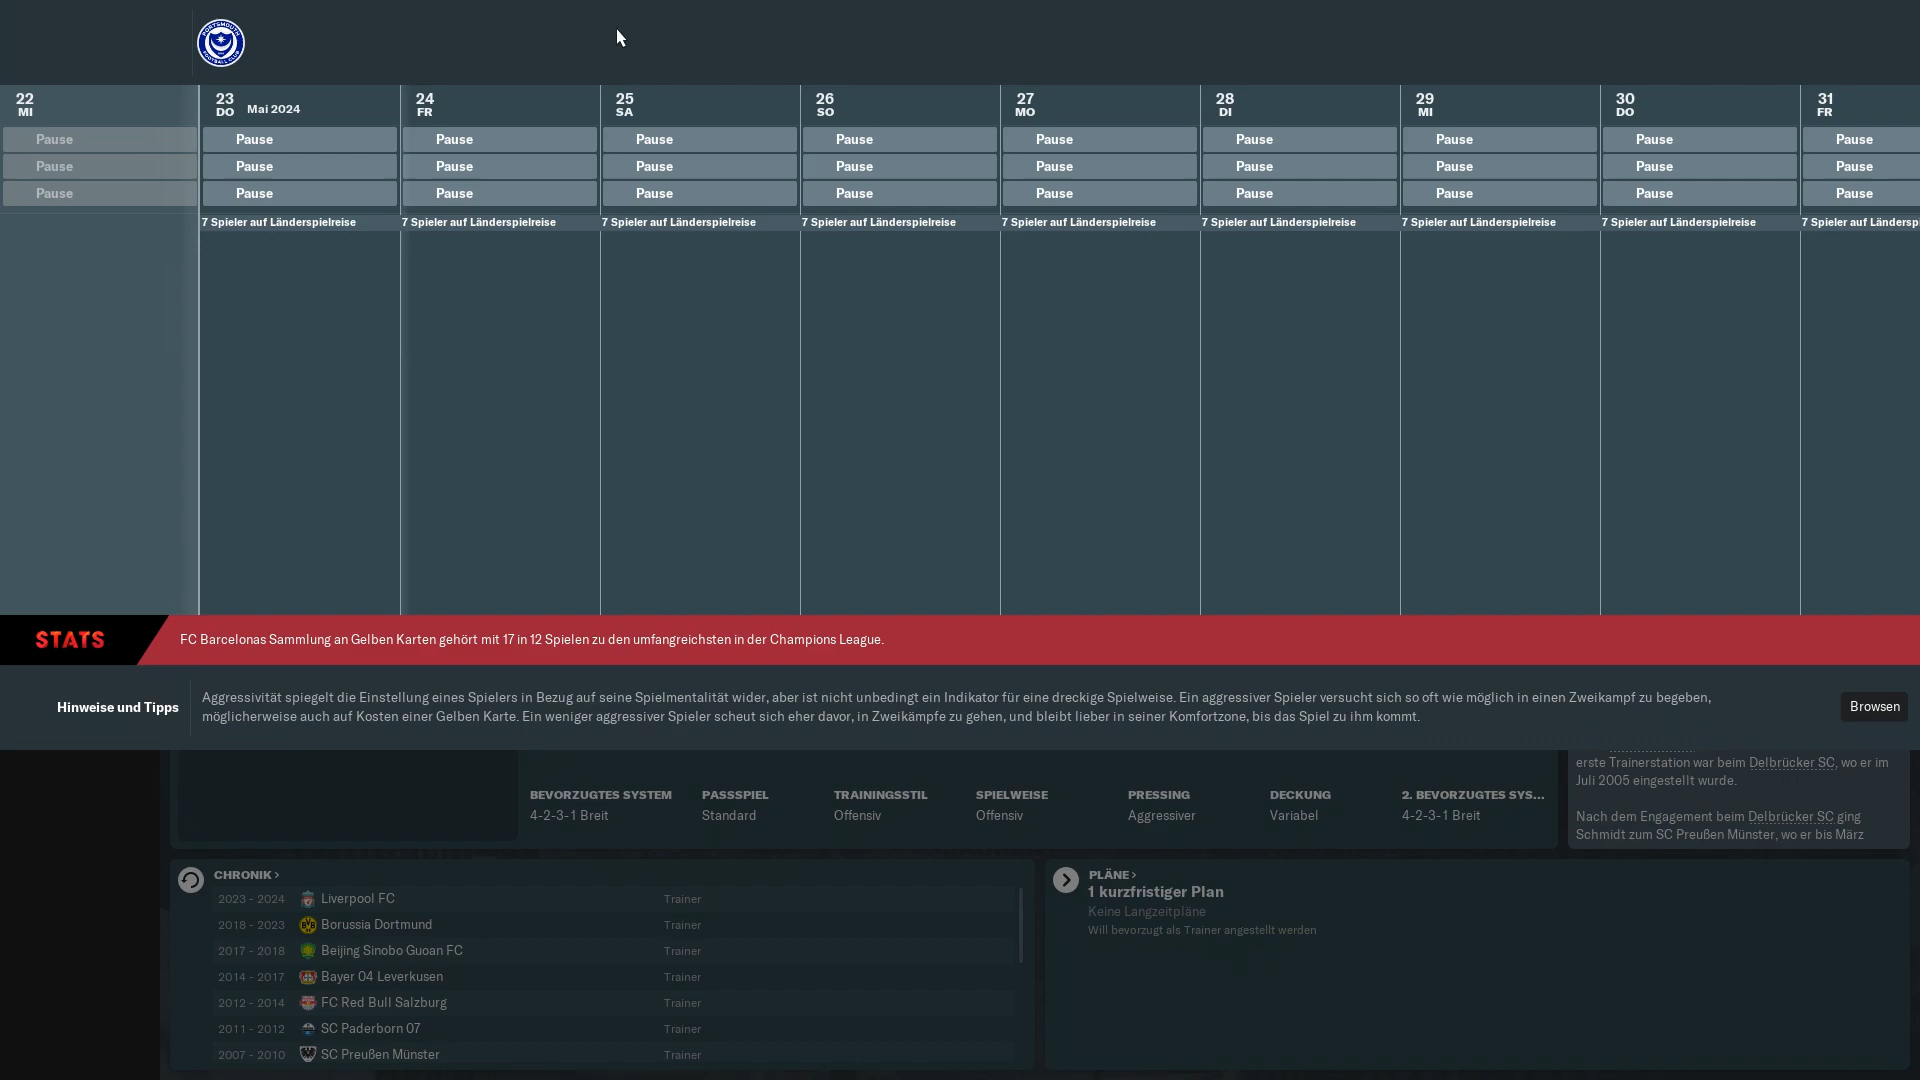 22
MI
23
DO
Mai 2024
24
FR
25
SA
26
SO
27
MO
28
DI
29
MI
30
DO
31
FR
Pause Pause Pause Pause Pause Pause Pause Pause Pause Pause
Pause Pause Pause Pause Pause Pause Pause Pause Pause Pause
Pause Pause Pause Pause Pause Pause Pause Pause Pause Pause
7 Spieler auf Länderspielreise 7 Spieler auf Länderspielreise 7 Spieler auf Länderspielreise 7 Spieler auf Länderspielreise 7 Spieler auf Länderspielreise 7 Spieler auf Länderspielreise 7 Spieler auf Länderspielreise 7 Spieler auf Länderspielreise 7 Spieler auf Ländersp
STATS
FC Barcelonas Sammlung an Gelben Karten gehört mit 17 in 12 Spielen zu den umfangreichsten in der Champions League.
Hinweise und Tipps
Aggressivität spiegelt die Einstellung eines Spielers in Bezug auf seine Spielmentalität wider, aber ist nicht unbedingt ein Indikator für eine dreckige Spielweise. Ein aggressiver Spieler versucht sich so oft wie möglich in einen Zweikampf zu begeben,
möglicherweise auch auf Kosten einer Gelben Karte. Ein weniger aggressiver Spieler scheut sich eher davor, in Zweikämpfe zu gehen, und bleibt lieber in seiner Komfortzone, bis das Spiel zu ihm kommt.
Browsen
erste Trainerstation war beim Delbrücker SC, wo er im
Juli 2005 eingestellt wurde.
Nach dem Engagement beim Delbrücker SC ging
Schmidt zum SC Preußen Münster, wo er bis März
BEVORZUGTES SYSTEM
4-2-3-1 Breit
PASSSPIEL
Standard
TRAININGSSTIL
Offensiv
SPIELWEISE
Offensiv
PRESSING
Aggressiver
DECKUNG
Variabel
2. BEVORZUGTES SYS...
4-2-3-1 Breit
CHRONIK >
2023 - 2024 Liverpool FC Trainer
2018 - 2023 Borussia Dortmund Trainer
2017 - 2018 Beijing Sinobo Guoan FC Trainer
2014 - 2017 Bayer 04 Leverkusen Trainer
2012 - 2014 FC Red Bull Salzburg Trainer
2011 - 2012 SC Paderborn 07 Trainer
2007 - 2010 SC Preußen Münster Trainer
PLÄNE >
1 kurzfristiger Plan
Keine Langzeitpläne
Will bevorzugt als Trainer angestellt werden